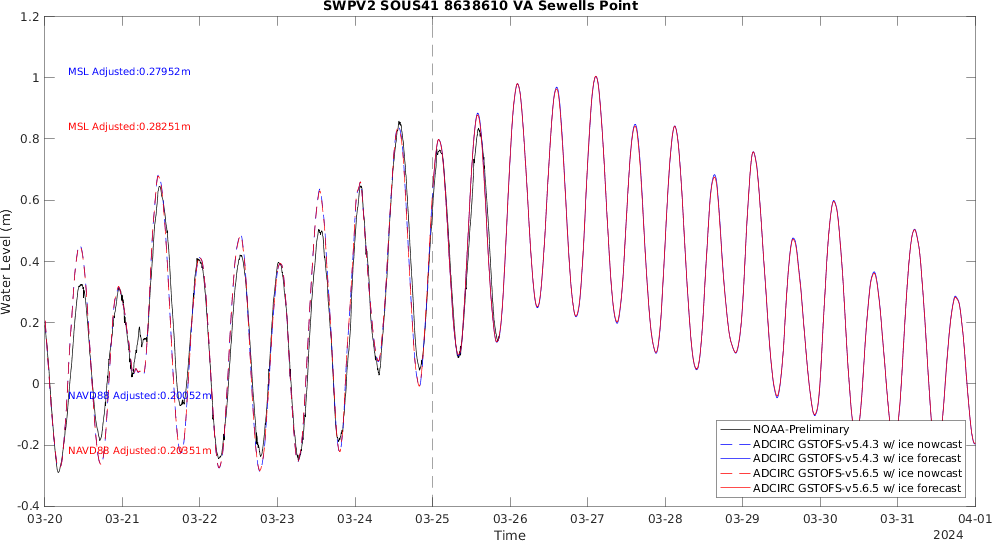 SWPV2 SOUS41 8638610 VA Sewells Point
1.2
1
0.8
0.6
0.4
0.2
0
-0.2
-0.4
Water Level (m)
MSL Adjusted:0.27952m
MSL Adjusted:0.28251m
NAVD88 Adjusted:0.20052m
NAVD88 Adjusted:0.20351m
NOAA-Preliminary
ADCIRC GSTOFS-v5.4.3 w/ ice nowcast
ADCIRC GSTOFS-v5.4.3 w/ ice forecast
ADCIRC GSTOFS-v5.6.5 w/ ice nowcast
ADCIRC GSTOFS-v5.6.5 w/ ice forecast
03-20 03-21 03-22 03-23 03-24 03-25 03-26 03-27 03-28 03-29 03-30 03-31 04-01
Time
2024